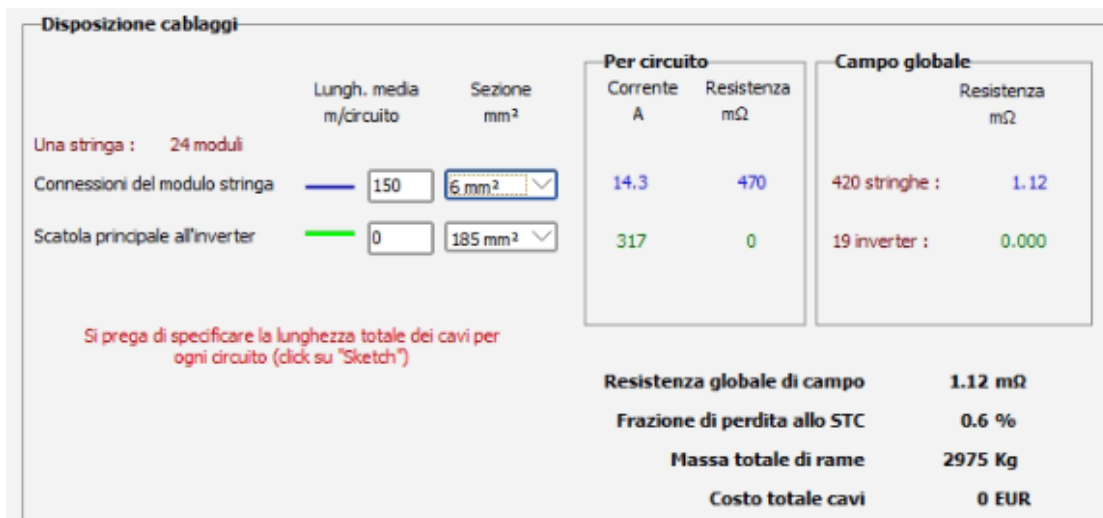 Disposizione cablaggi
Per circuito
Campo globale
Lungh. media Sezione Corrente Resistenza Resistenza
m/circuito mm² A mΩ mΩ
Una stringa : 24 moduli
Connessioni del modulo stringa 150 6 mm² 14.3 470 420 stringhe : 1.12
Scatola principale all'inverter 0 185 mm² 317 0 19 inverter : 0.000
Si prega di specificare la lunghezza totale dei cavi per
ogni circuito (click su "Sketch")
Resistenza globale di campo 1.12 mΩ
Frazione di perdita allo STC 0.6 %
Massa totale di rame 2975 Kg
Costo totale cavi 0 EUR